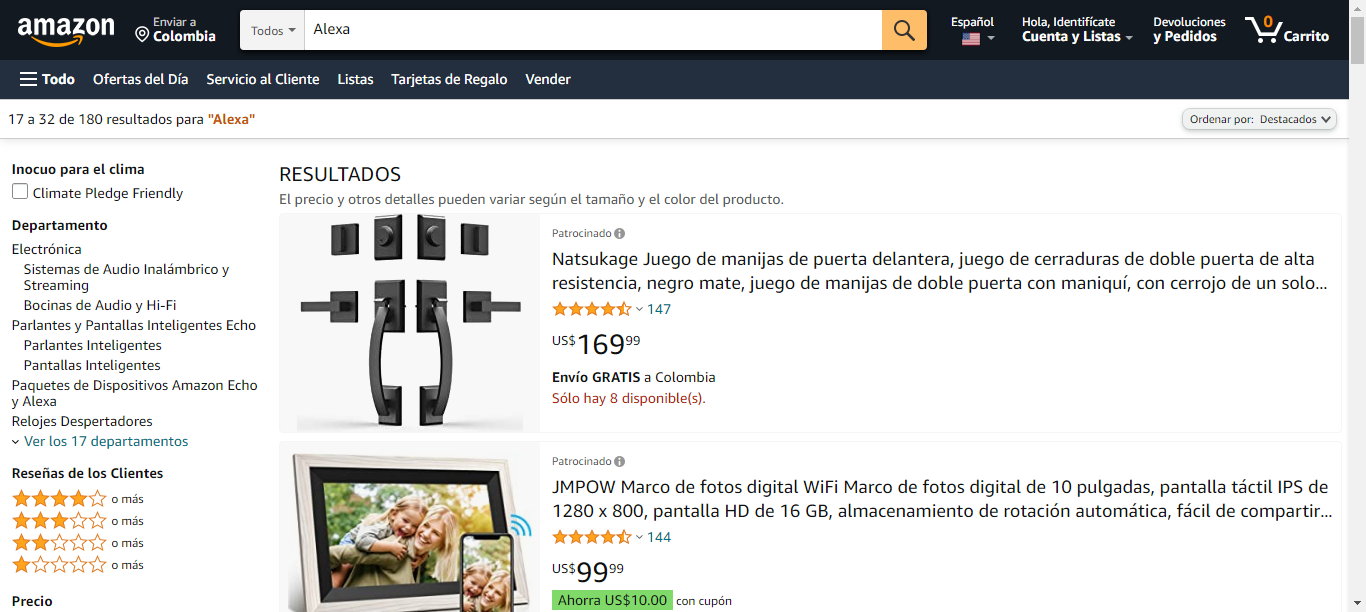 amazon
Enviar a
Colombia
Todos
Alexa
Español
Hola, Identifícate
Cuenta y Listas
Devoluciones
y Pedidos
0
Carrito
Todo
Ofertas del Día
Servicio al Cliente
Listas
Tarjetas de Regalo
Vender
17 a 32 de 180 resultados para "Alexa"
Ordenar por: Destacados
Inocuo para el clima
Climate Pledge Friendly
Departamento
Electrónica
Sistemas de Audio Inalámbrico y
Streaming
Bocinas de Audio y Hi-Fi
Parlantes y Pantallas Inteligentes Echo
Parlantes Inteligentes
Pantallas Inteligentes
Paquetes de Dispositivos Amazon Echo
y Alexa
Relojes Despertadores
Ver los 17 departamentos
Reseñas de los Clientes
o más
o más
o más
o más
Precio
RESULTADOS
El precio y otros detalles pueden variar según el tamaño y el color del producto.
Patrocinado
Natsukage Juego de manijas de puerta delantera, juego de cerraduras de doble puerta de alta
resistencia, negro mate, juego de manijas de doble puerta con maniquí, con cerrojo de un solo...
147
US$16999
Envío GRATIS a Colombia
Sólo hay 8 disponible(s).
Patrocinado
JMPOW Marco de fotos digital WiFi Marco de fotos digital de 10 pulgadas, pantalla táctil IPS de
1280 x 800, pantalla HD de 16 GB, almacenamiento de rotación automática, fácil de compartir...
144
US$9999
Ahorra US$10.00 con cupón